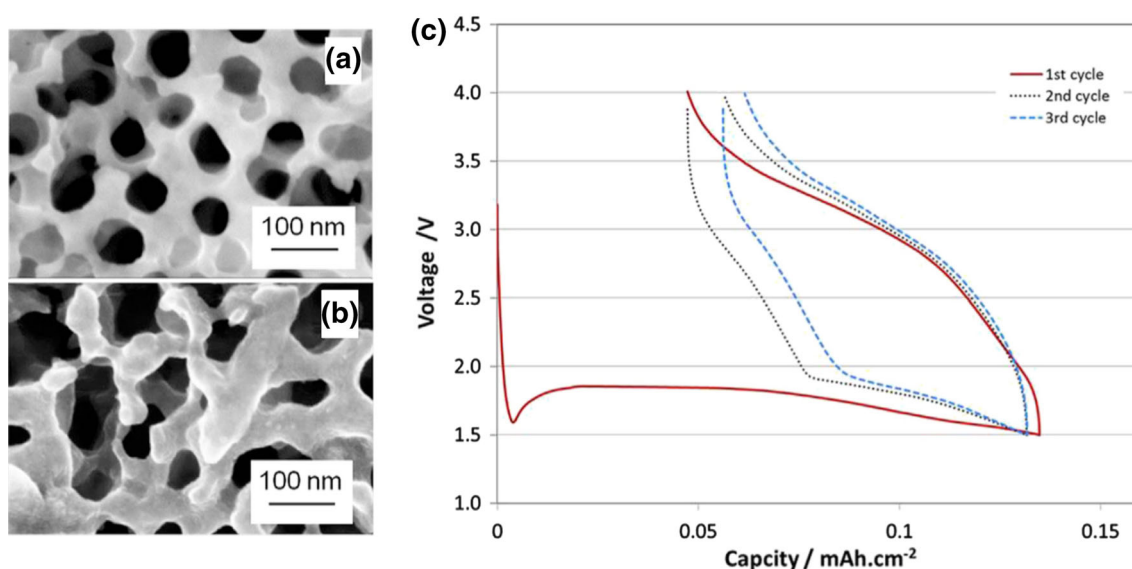 (a)
100 nm
(b)
100 nm
(c)
4.5
4.0
3.5
3.0
2.5
2.0
1.5
1.0
Voltage /V
1st cycle
2nd cycle
3rd cycle
0
0.05
0.1
0.15
Capcity / mAh.cm⁻²